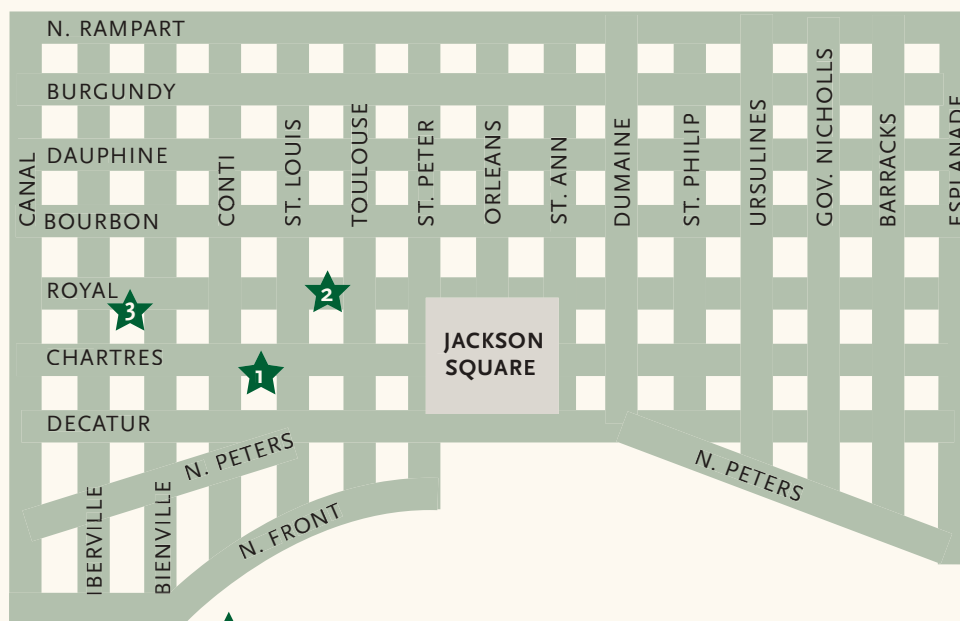 N. RAMPART
BURGUNDY
DAUPHINE
BOURBON
CANAL
CONTI
ST. LOUIS
TOULOUSE
ST. PETER
ORLEANS
ST. ANN
DUMAINE
ST. PHILIP
URSULINES
GOV. NICHOLLS
BARRACKS
ESPLANADE
ROYAL
3
2
JACKSON
SQUARE
CHARTRES
1
DECATUR
N. PETERS
N. PETERS
IBERVILLE
BIENVILLE
N. FRONT